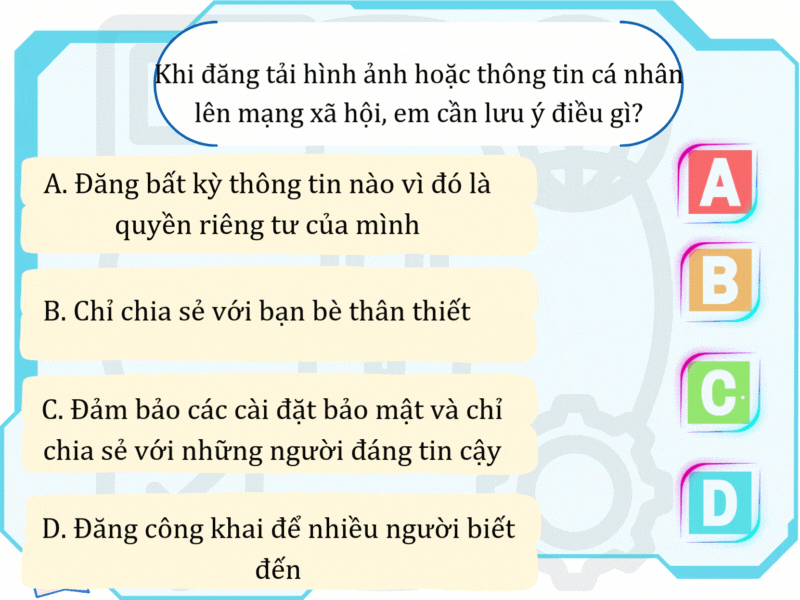 Khi đăng tải hình ảnh hoặc thông tin cá nhân
lên mạng xã hội, em cần lưu ý điều gì?
A. Đăng bất kỳ thông tin nào vì đó là
quyền riêng tư của mình
B. Chỉ chia sẻ với bạn bè thân thiết
C. Đảm bảo các cài đặt bảo mật và chỉ
chia sẻ với những người đáng tin cậy
D. Đăng công khai để nhiều người biết
đến
A
B
C
D